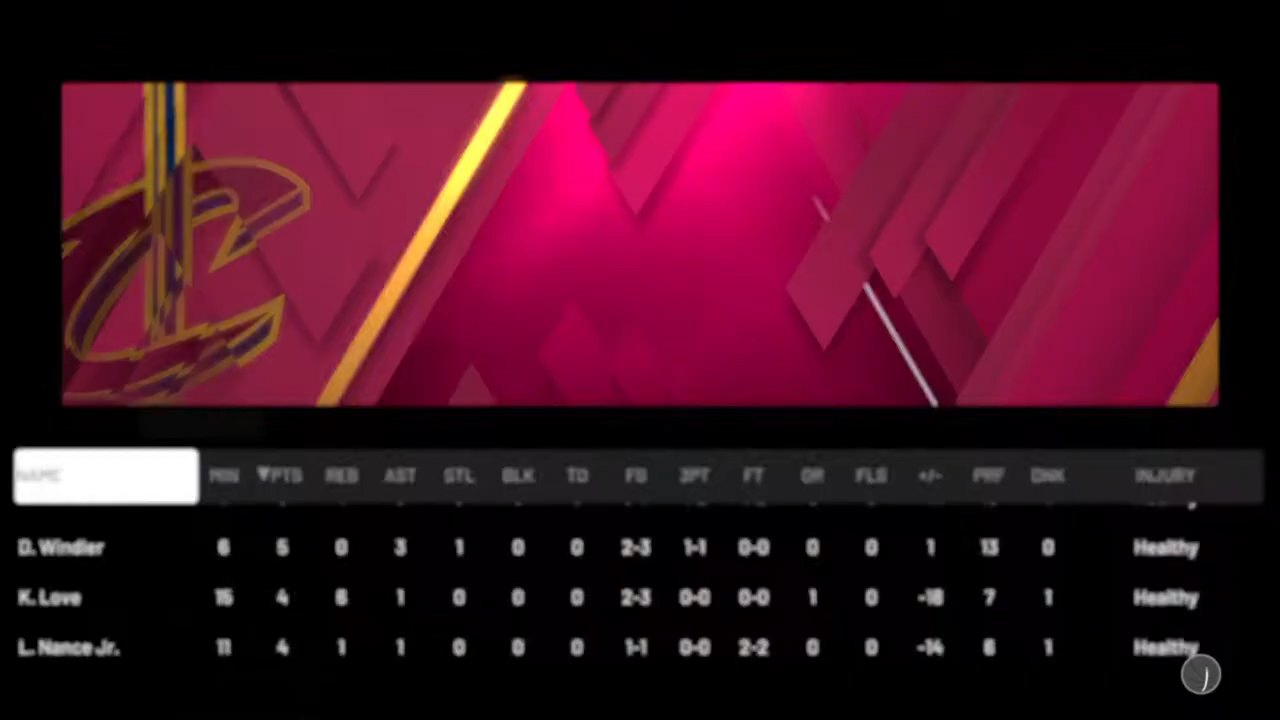 NAME MIN ▼PTS REB AST STL BLK TO FG 3PT FT OR FLS +/- PRF DNK INJURY
D. Windler 6 5 0 3 1 0 0 2-3 1-1 0-0 0 0 1 13 0 Healthy
K. Love 15 4 6 1 0 0 0 2-3 0-0 0-0 1 0 -18 7 1 Healthy
L. Nance Jr. 11 4 1 1 0 0 0 1-1 0-0 2-2 0 0 -14 6 1 Healthy